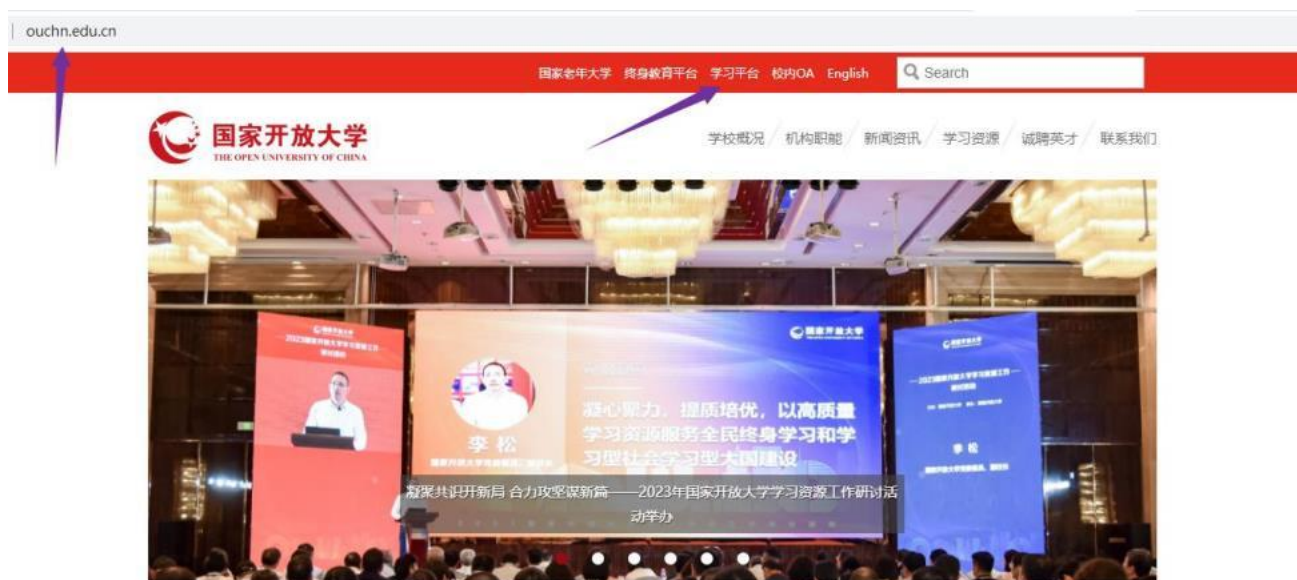 ouchn.edu.cn
国家老年大学 终身教育平台 学习平台 校内OA English Search
国家开放大学
THE OPEN UNIVERSITY OF CHINA
学校概况 / 机构职能 / 新闻资讯 / 学习资源 / 诚聘英才 / 联系我们
国家开放大学
国家开放大学
国家开放大学
凝心聚力，提质培优，以高质量
学习资源服务全民终身学习和学
习型社会学习型大国建设
李松
李松
凝聚共识开新局 合力攻坚谋新篇——2023年国家开放大学学习资源工作研讨活
动举办